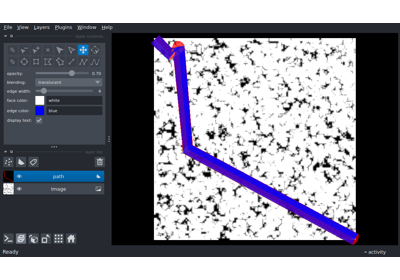 File View Layers Plugins Window Help
opacity: 0.70
blending: translucent
edge width:
face color: white
edge color: blue
display text:
path
Image
Ready
activity